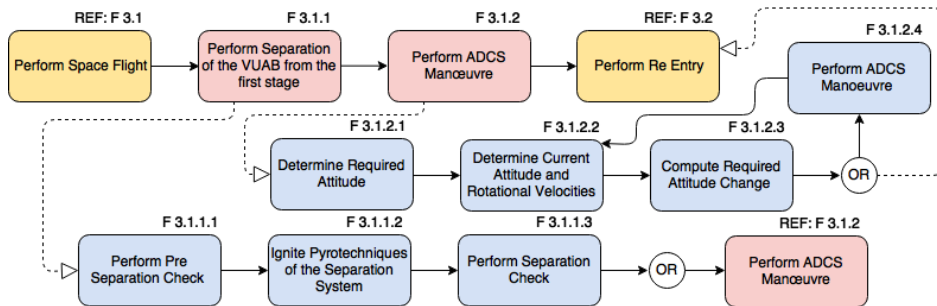 REF: F 3.1
F 3.1.1
F 3.1.2
REF: F 3.2
Perform Space Flight
Perform Separation
of the VUAB from the
first stage
Perform ADCS
Manœuvre
Perform Re Entry
F 3.1.2.4
Perform ADCS
Manoeuvre
F 3.1.2.1
F 3.1.2.2
F 3.1.2.3
Determine Required
Attitude
Determine Current
Attitude and
Rotational Velocities
Compute Required
Attitude Change
OR
F 3.1.1.1
F 3.1.1.2
F 3.1.1.3
REF: F 3.1.2
Perform Pre
Separation Check
Ignite Pyrotechniques
of the Separation
System
Perform Separation
Check
OR
Perform ADCS
Manœuvre